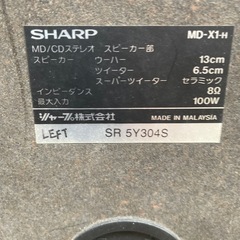 SHARP MD-X1-H
MD/CDステレオ スピーカー部
スピーカー ウーハー 13cm
ツイーター 6.5cm
スーパーツイーター セラミック
インピーダンス 8Ω
最大入力 100W
シャープ株式会社 MADE IN MALAYSIA
LEFT SR 5Y304S